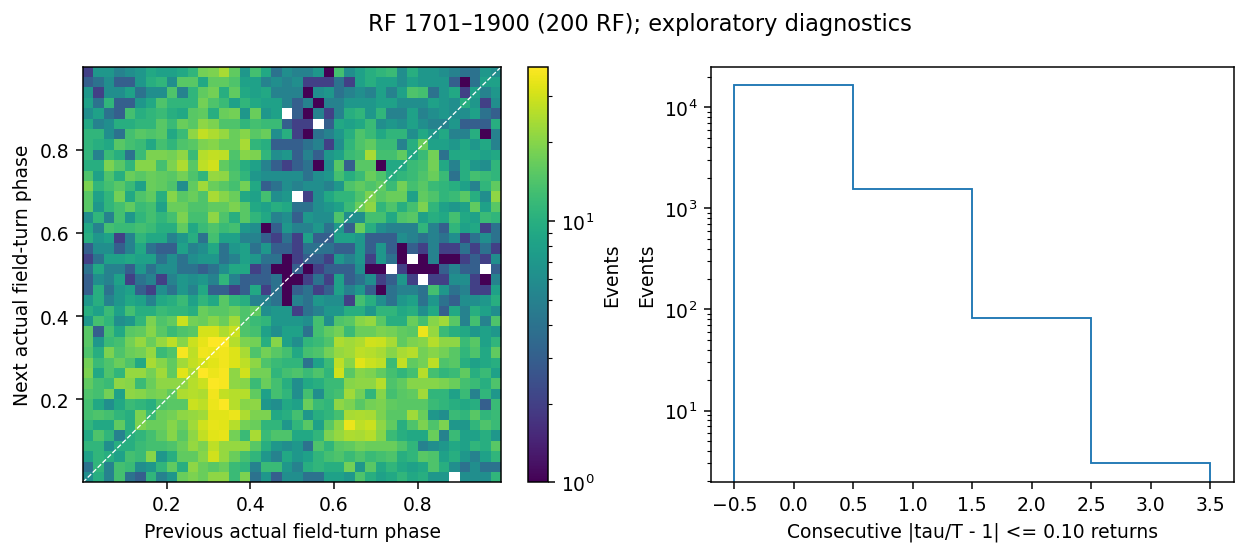 RF 1701–1900 (200 RF); exploratory diagnostics
0.8
0.6
0.4
0.2
Next actual field-turn phase
0.2 0.4 0.6 0.8
Previous actual field-turn phase
10¹
10⁰
Events
10⁴
10³
10²
10¹
Events
−0.5 0.0 0.5 1.0 1.5 2.0 2.5 3.0 3.5
Consecutive |tau/T - 1| <= 0.10 returns